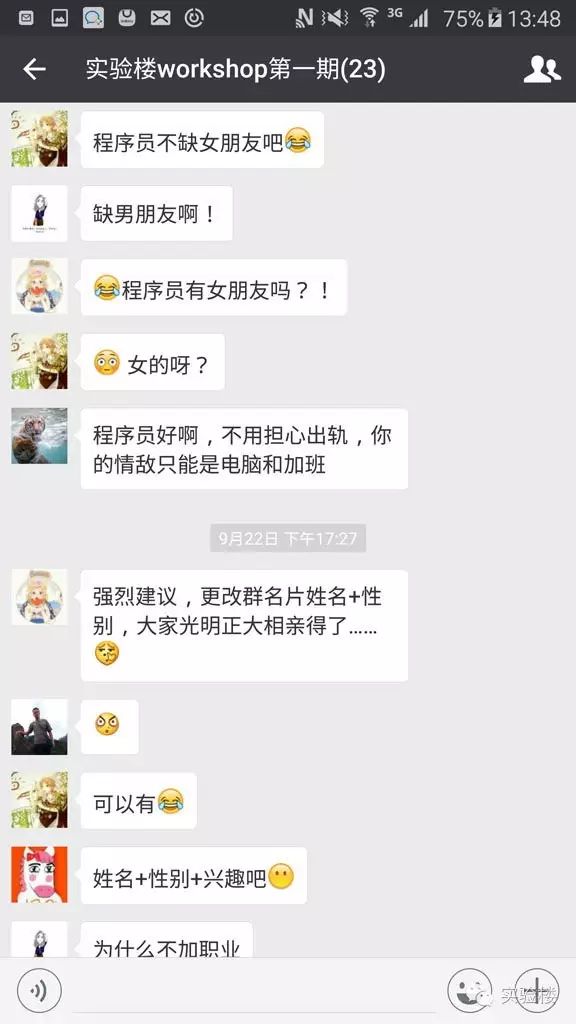 3G 75% 13:48
实验楼workshop第一期(23)
程序员不缺女朋友吧😂
缺男朋友啊！
😂程序员有女朋友吗？！
😳 女的呀？
程序员好啊，不用担心出轨，你
的情敌只能是电脑和加班
9月22日 下午17:27
强烈建议，更改群名片姓名+性
别，大家光明正大相亲得了……
可以有😂
姓名+性别+兴趣吧😶
为什么不加职业
实验楼